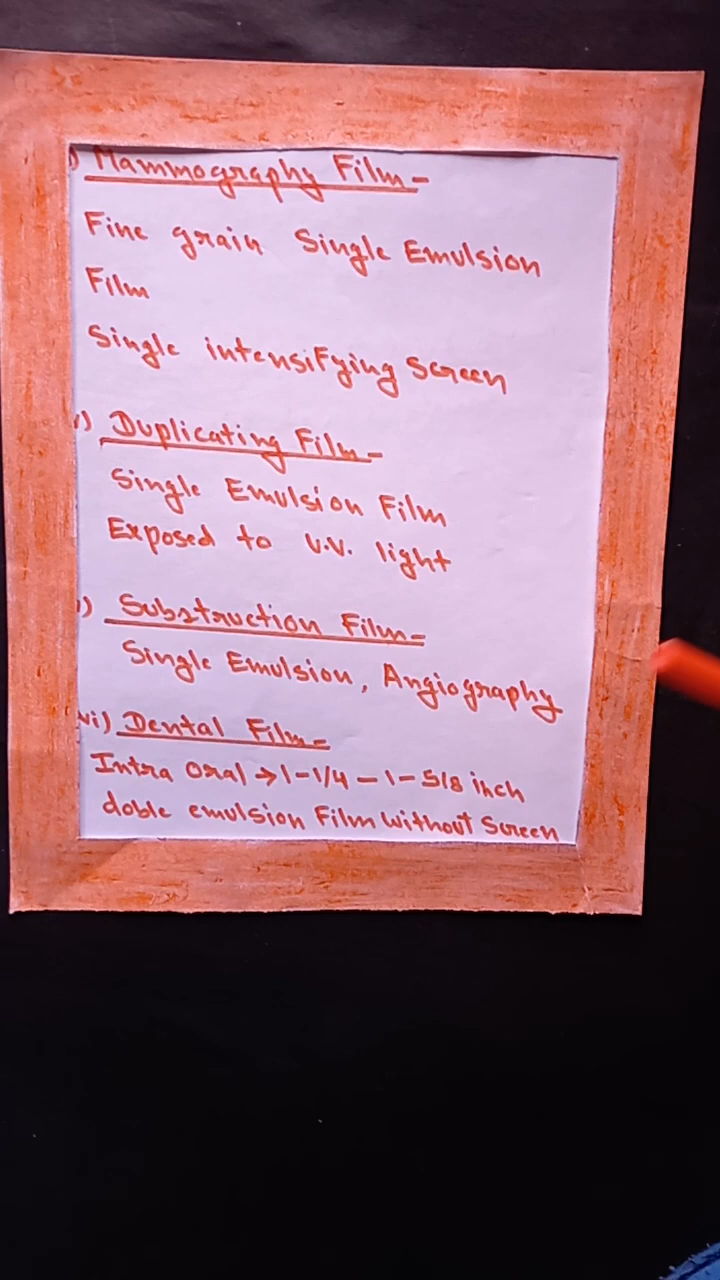 ) Mammography Film-
Fine grain Single Emulsion
Film
Single intensifying Screen
) Duplicating Film-
Single Emulsion Film
Exposed to U.V. light
) Substruction Film-
Single Emulsion, Angiography
vi) Dental Film-
Intra Oral → 1-1/4 - 1-5/8 inch
doble emulsion Film Without Screen